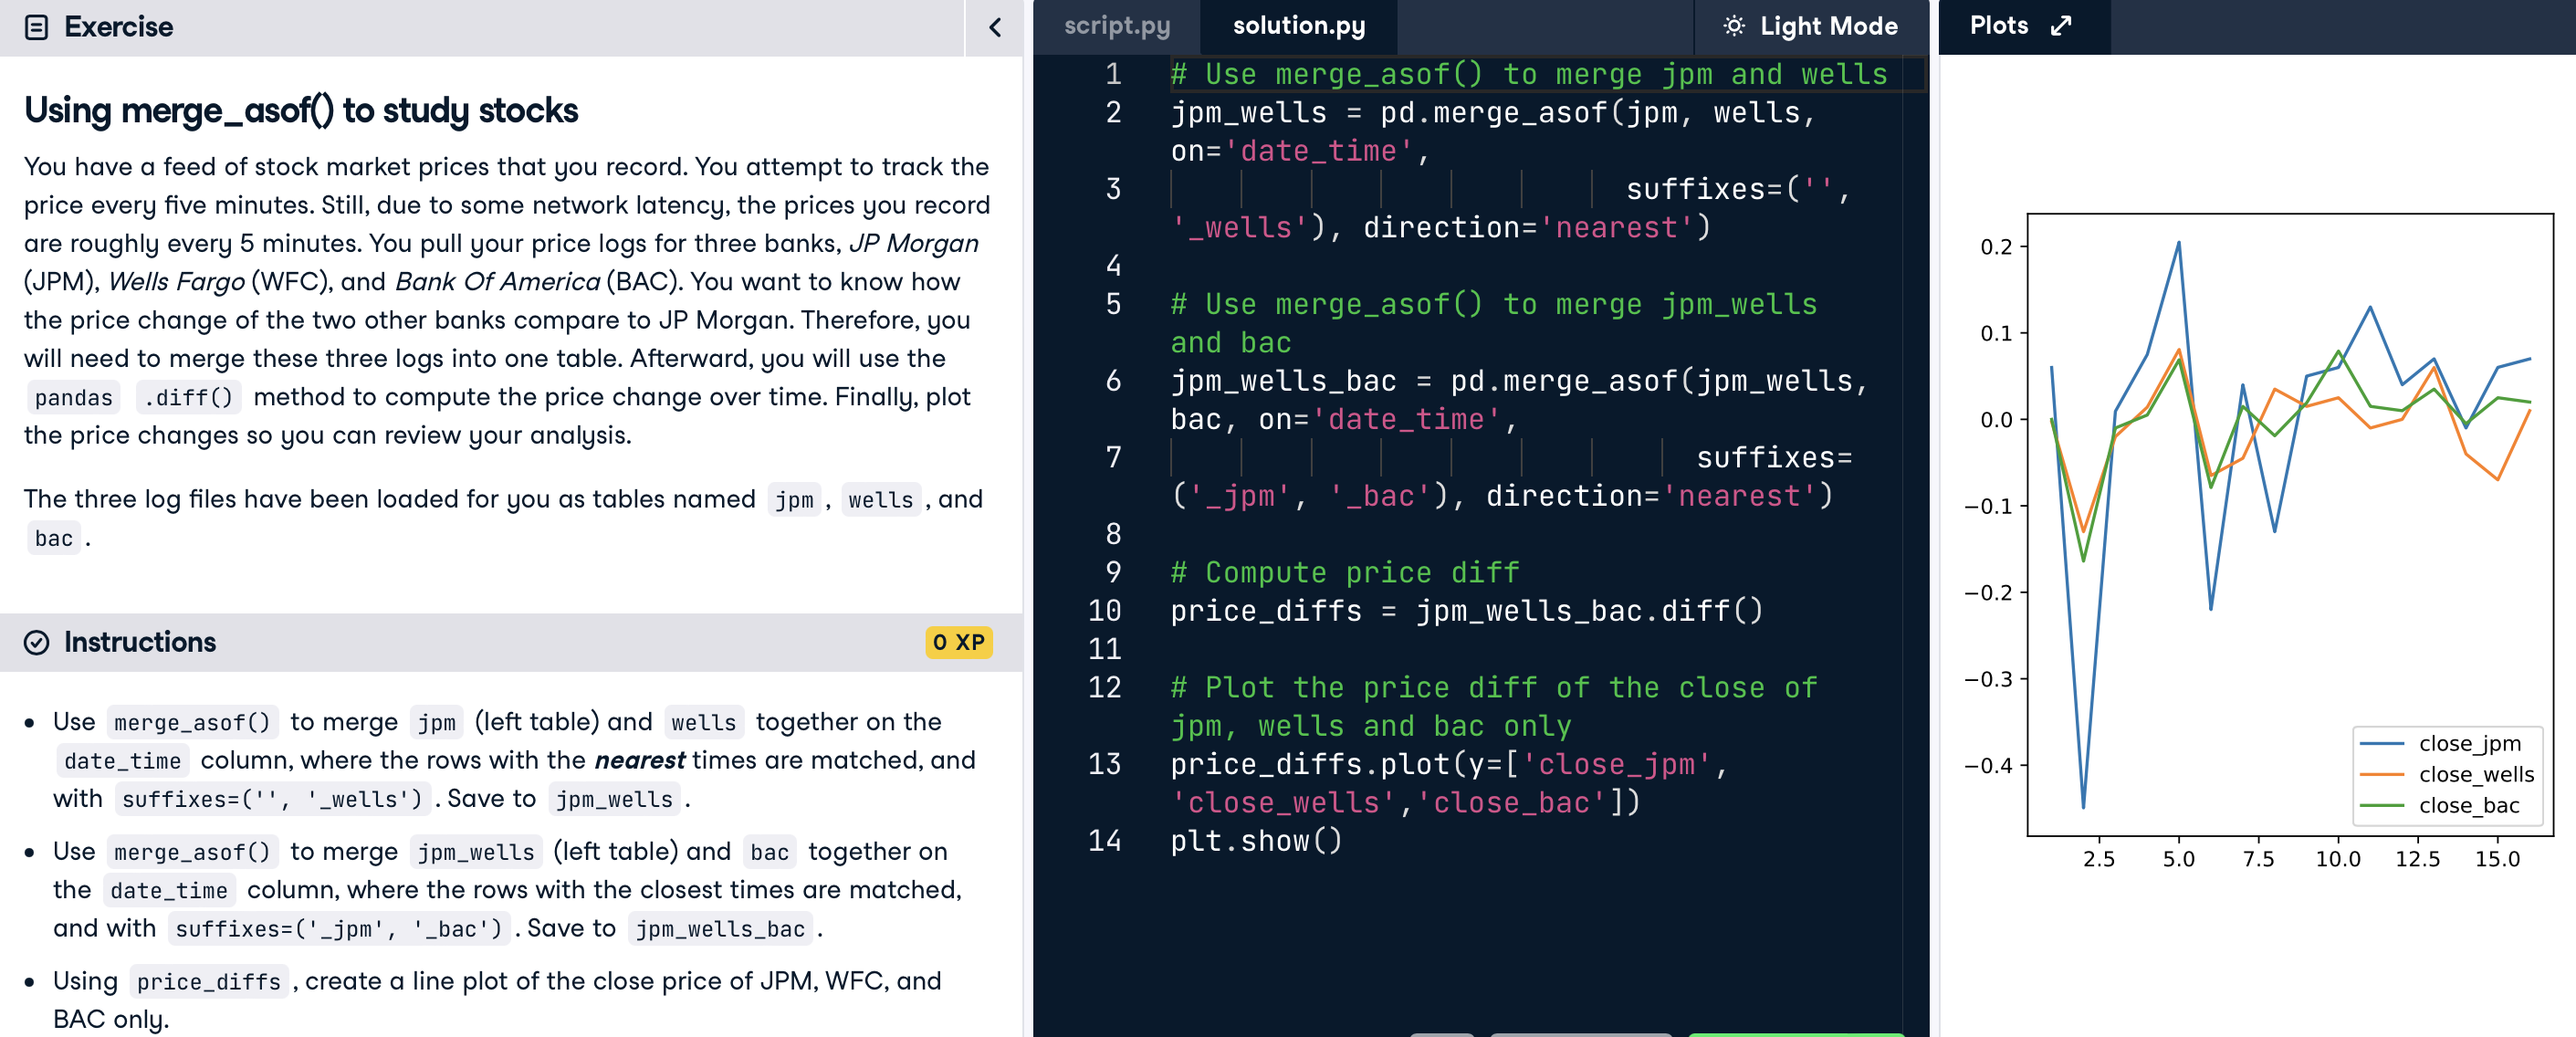 Exercise
Using merge_asof() to study stocks
You have a feed of stock market prices that you record. You attempt to track the
price every five minutes. Still, due to some network latency, the prices you record
are roughly every 5 minutes. You pull your price logs for three banks, JP Morgan
(JPM), Wells Fargo (WFC), and Bank Of America (BAC). You want to know how
the price change of the two other banks compare to JP Morgan. Therefore, you
will need to merge these three logs into one table. Afterward, you will use the
pandas .diff() method to compute the price change over time. Finally, plot
the price changes so you can review your analysis.
The three log files have been loaded for you as tables named jpm, wells, and
bac.
Instructions
0 XP
• Use merge_asof() to merge jpm (left table) and wells together on the
date_time column, where the rows with the nearest times are matched, and
with suffixes=('', '_wells'). Save to jpm_wells.
• Use merge_asof() to merge jpm_wells (left table) and bac together on
the date_time column, where the rows with the closest times are matched,
and with suffixes=('_jpm', '_bac'). Save to jpm_wells_bac.
• Using price_diffs, create a line plot of the close price of JPM, WFC, and
BAC only.
script.py
solution.py
Light Mode
1 # Use merge_asof() to merge jpm and wells
2 jpm_wells = pd.merge_asof(jpm, wells,
on='date_time',
3 suffixes=('',
'_wells'), direction='nearest')
4
5 # Use merge_asof() to merge jpm_wells
and bac
6 jpm_wells_bac = pd.merge_asof(jpm_wells,
bac, on='date_time',
7 suffixes=
('_jpm', '_bac'), direction='nearest')
8
9 # Compute price diff
10 price_diffs = jpm_wells_bac.diff()
11
12 # Plot the price diff of the close of
jpm, wells and bac only
13 price_diffs.plot(y=['close_jpm',
'close_wells','close_bac'])
14 plt.show()
Plots
0.2
0.1
0.0
−0.1
−0.2
−0.3
−0.4
close_jpm
close_wells
close_bac
2.5 5.0 7.5 10.0 12.5 15.0